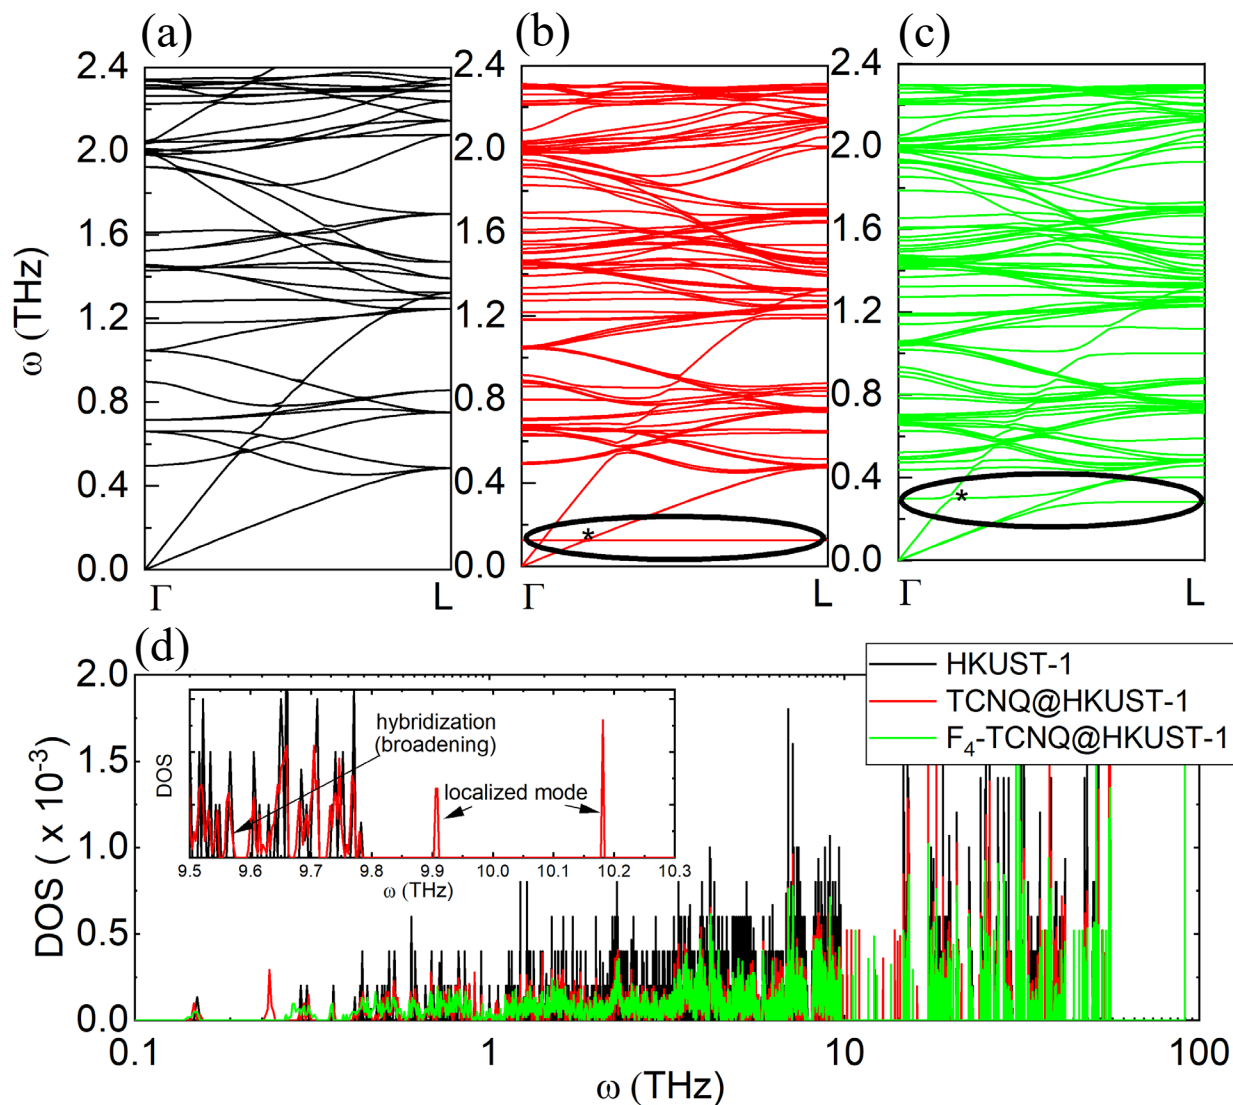 (a) (b) (c)
2.4 2.4 2.4
2.0 2.0 2.0
1.6 1.6 1.6
1.2 1.2 1.2
0.8 0.8 0.8
0.4 0.4 0.4
0.0 0.0 0.0
ω (THz)
* *
Γ L Γ L Γ L
(d)
HKUST-1
TCNQ@HKUST-1
F₄-TCNQ@HKUST-1
2.0
1.5
1.0
0.5
0.0
DOS ( x 10⁻³)
hybridization
(broadening)
localized mode
DOS
9.5 9.6 9.7 9.8 9.9 10.0 10.1 10.2 10.3
ω (THz)
0.1 1 10 100
ω (THz)